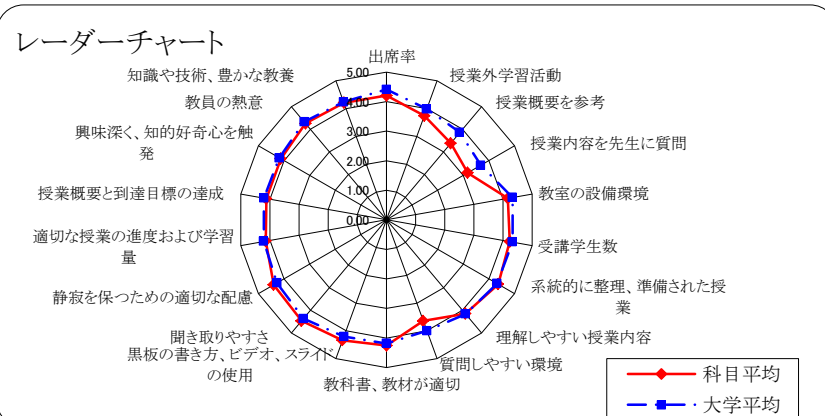 レーダーチャート
出席率
授業外学習活動
授業概要を参考
授業内容を先生に質問
教室の設備環境
受講学生数
系統的に整理、準備された授
業
理解しやすい授業内容
質問しやすい環境
教科書、教材が適切
黒板の書き方、ビデオ、スライド
の使用
聞き取りやすさ
静寂を保つための適切な配慮
適切な授業の進度および学習
量
授業概要と到達目標の達成
興味深く、知的好奇心を触
発
教員の熱意
知識や技術、豊かな教養
5.00
4.00
3.00
2.00
1.00
0.00
科目平均
大学平均